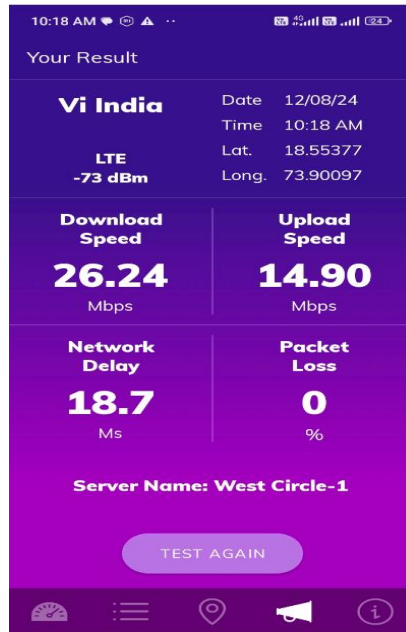 10:18 AM
4G
24
Your Result
Vi India
LTE
-73 dBm
Date 12/08/24
Time 10:18 AM
Lat. 18.55377
Long. 73.90097
Download
Speed
26.24
Mbps
Upload
Speed
14.90
Mbps
Network
Delay
18.7
Ms
Packet
Loss
0
%
Server Name: West Circle-1
TEST AGAIN